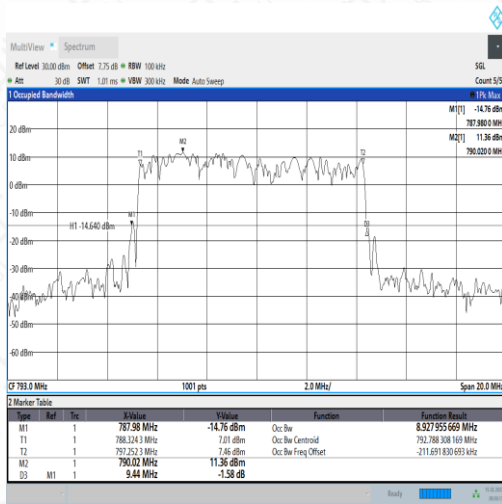 MultiView Spectrum
Ref Level 30.00 dBm Offset 7.75 dB RBW 100 kHz SGL
Att 30 dB SWT 1.01 ms VBW 300 kHz Mode Auto Sweep Count 5/5
1 Occupied Bandwidth 1Pk Max
M1[1] -14.76 dBm
787.980 0 MHz
M2[1] 11.36 dBm
790.020 0 MHz
20 dBm
10 dBm
0 dBm
-10 dBm
-20 dBm
-30 dBm
-40 dBm
-50 dBm
-60 dBm
T1
M2
T2
M1
D3
H1 -14.640 dBm
CF 793.0 MHz 1001 pts 2.0 MHz/ Span 20.0 MHz
2 Marker Table
Type Ref Trc X-Value Y-Value Function Function Result
M1 1 787.98 MHz -14.76 dBm Occ Bw 8.927 955 669 MHz
T1 1 788.324 3 MHz 7.01 dBm Occ Bw Centroid 792.788 308 169 MHz
T2 1 797.252 3 MHz 7.46 dBm Occ Bw Freq Offset -211.691 830 693 kHz
M2 1 790.02 MHz 11.36 dBm
D3 M1 1 9.44 MHz -1.58 dB
Ready